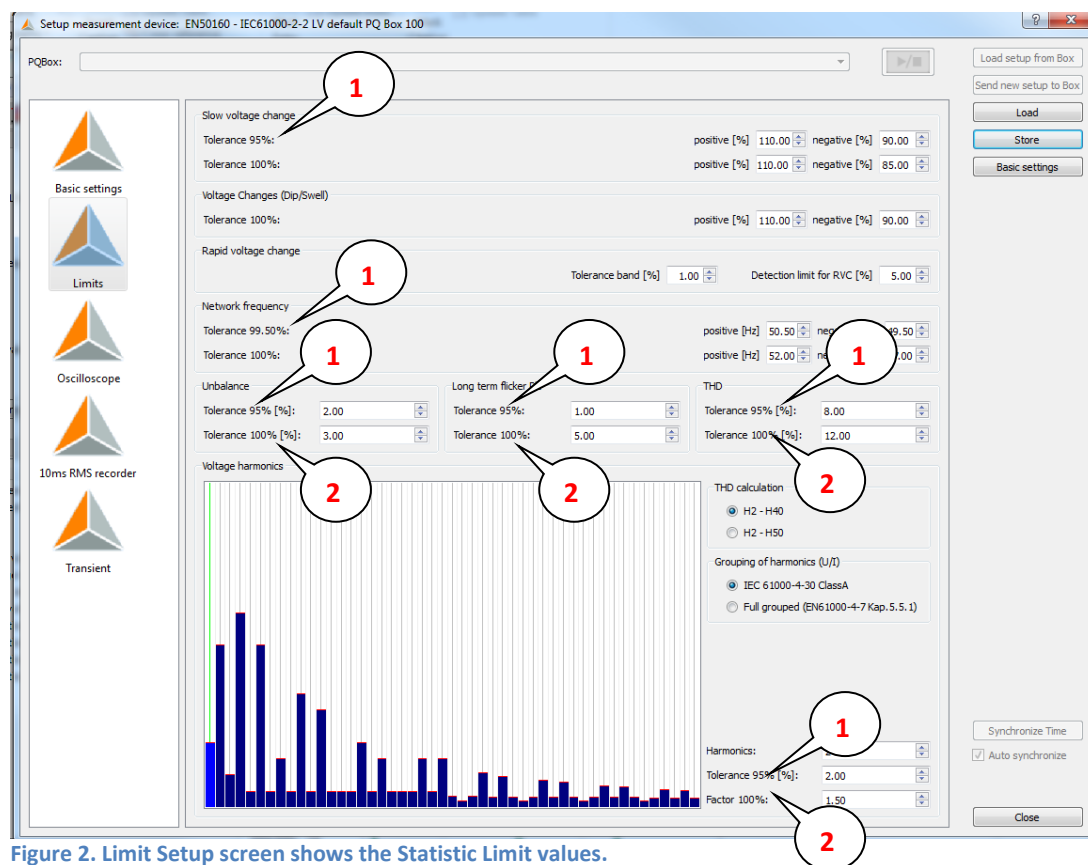 Setup measurement device: EN50160 - IEC61000-2-2 LV default PQ Box 100
PQBox:
Load setup from Box
Send new setup to Box
Load
Store
Basic settings
Basic settings
Limits
Oscilloscope
10ms RMS recorder
Transient
1
Slow voltage change
Tolerance 95%: positive [%] 110.00 negative [%] 90.00
Tolerance 100%: positive [%] 110.00 negative [%] 85.00
Voltage Changes (Dip/Swell)
Tolerance 100%: positive [%] 110.00 negative [%] 90.00
Rapid voltage change
1
Tolerance band [%] 1.00 Detection limit for RVC [%] 5.00
Network frequency
Tolerance 99.50%: positive [Hz] 50.50 49.50
Tolerance 100%: positive [Hz] 52.00
1
1
1
Unbalance
Tolerance 95% [%]: 2.00
Tolerance 100% [%]: 3.00
2
Long term flicker
Tolerance 95%: 1.00
Tolerance 100%: 5.00
2
THD
Tolerance 95% [%]: 8.00
Tolerance 100% [%]: 12.00
2
Voltage harmonics
THD calculation
H2 - H40
H2 - H50
Grouping of harmonics (U/I)
IEC 61000-4-30 ClassA
Full grouped (EN61000-4-7 Kap.5.5.1)
1
Harmonics:
Tolerance 95% [%]: 2.00
Factor 100%: 1.50
2
Synchronize Time
Auto synchronize
Close
Figure 2. Limit Setup screen shows the Statistic Limit values.